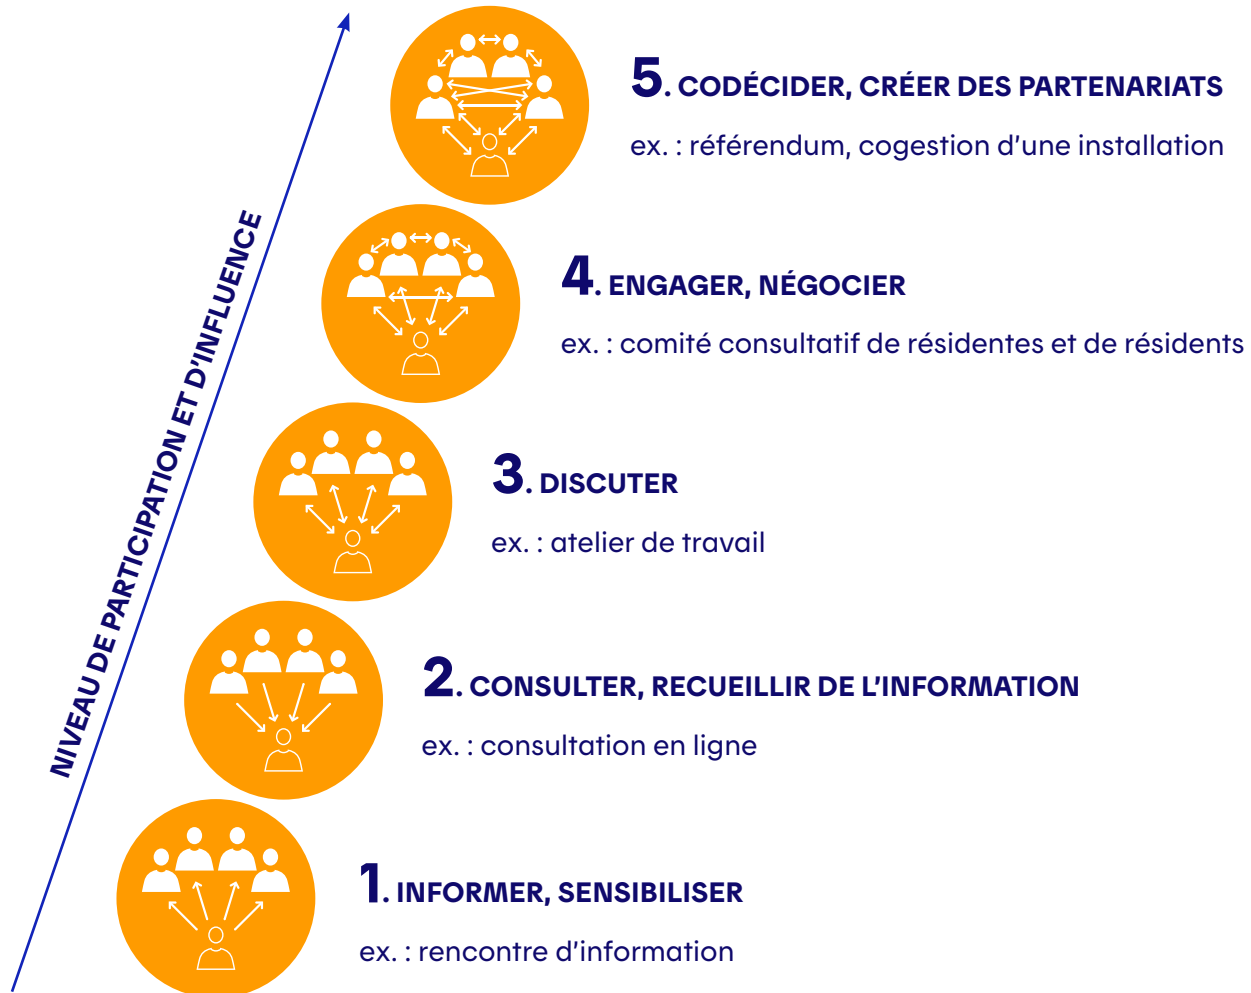 5. CODÉCIDER, CRÉER DES PARTENARIATS
ex. : référendum, cogestion d’une installation
4. ENGAGER, NÉGOCIER
ex. : comité consultatif de résidentes et de résidents
NIVEAU DE PARTICIPATION ET D’INFLUENCE
3. DISCUTER
ex. : atelier de travail
2. CONSULTER, RECUEILLIR DE L’INFORMATION
ex. : consultation en ligne
1. INFORMER, SENSIBILISER
ex. : rencontre d’information